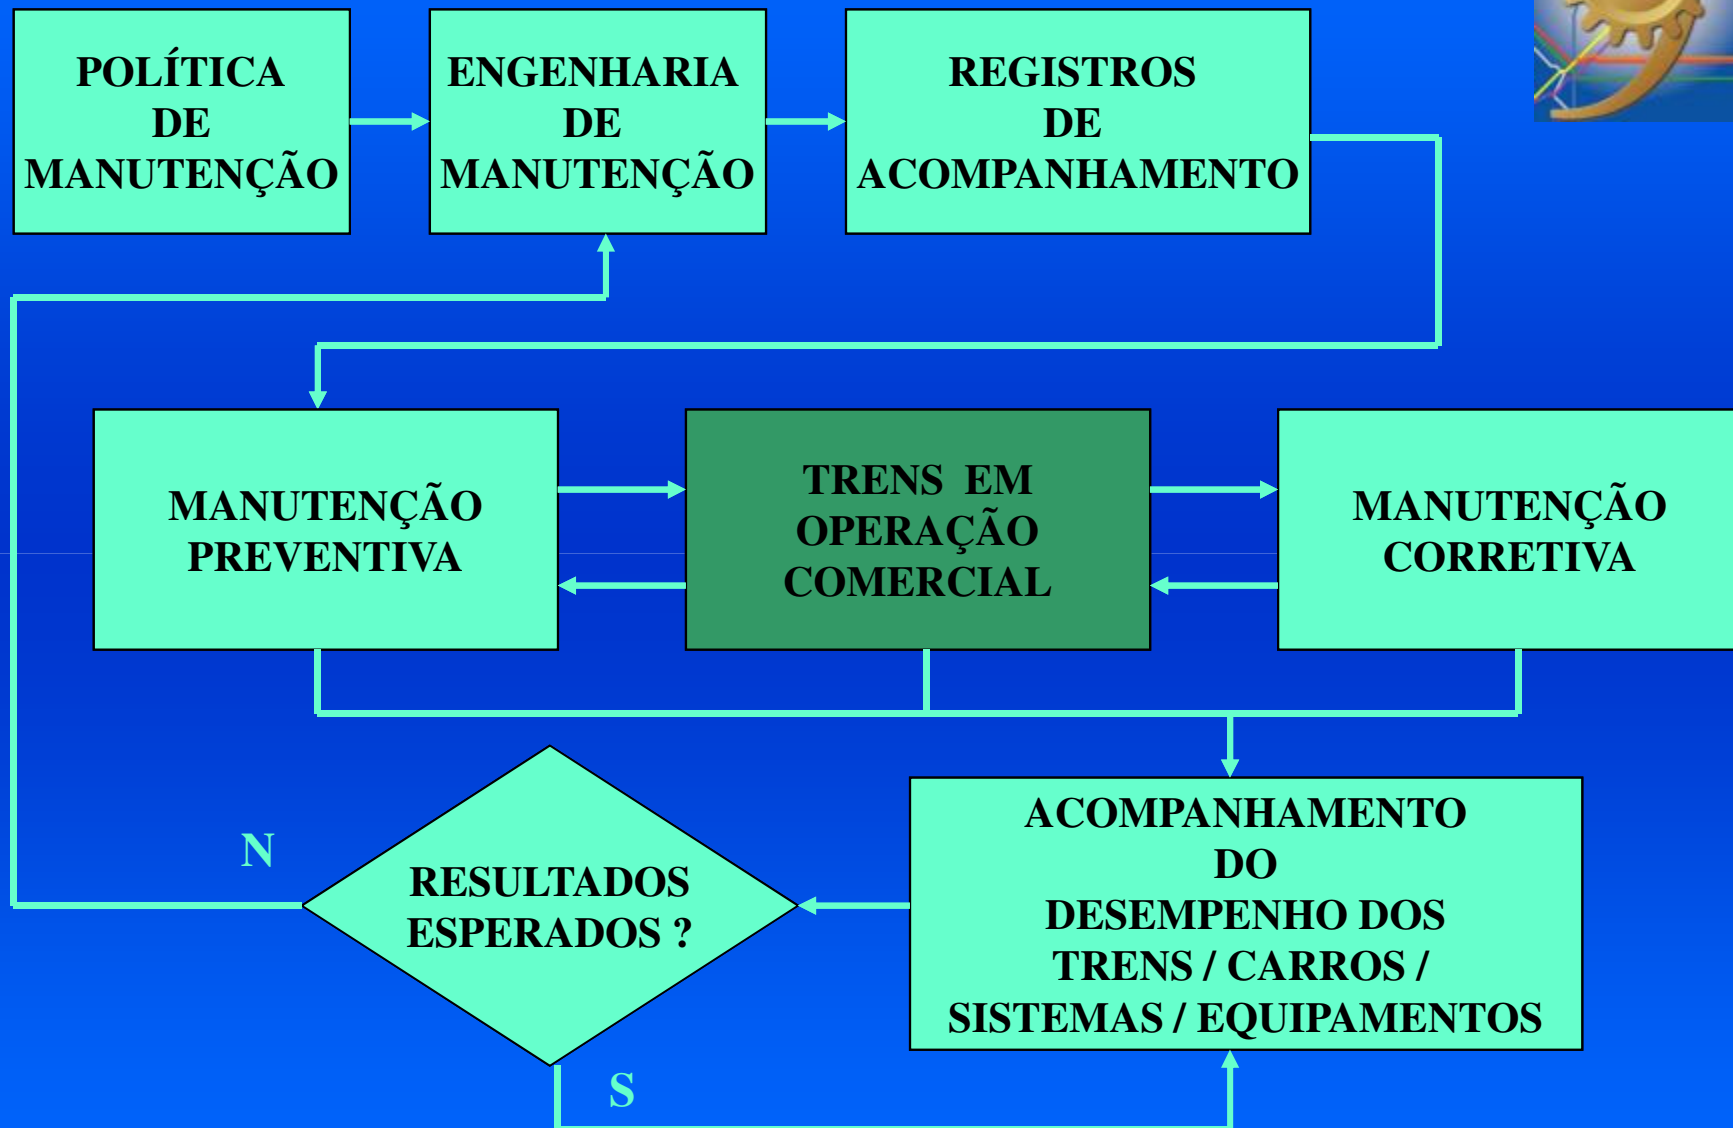 POLÍTICA
DE
MANUTENÇÃO
ENGENHARIA
DE
MANUTENÇÃO
REGISTROS
DE
ACOMPANHAMENTO
MANUTENÇÃO
PREVENTIVA
TRENS EM
OPERAÇÃO
COMERCIAL
MANUTENÇÃO
CORRETIVA
N
RESULTADOS
ESPERADOS ?
ACOMPANHAMENTO
DO
DESEMPENHO DOS
TRENS / CARROS /
SISTEMAS / EQUIPAMENTOS
S